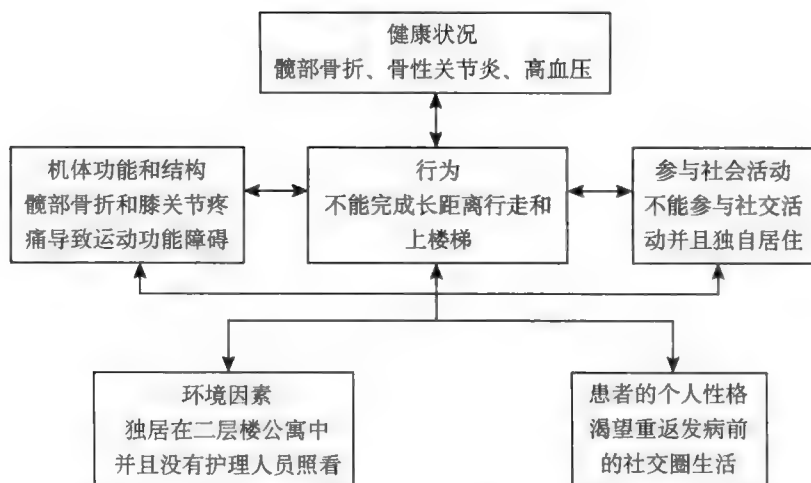 健康状况
髋部骨折、骨性关节炎、高血压
机体功能和结构
髋部骨折和膝关节疼
痛导致运动功能障碍
行为
不能完成长距离行走和
上楼梯
参与社会活动
不能参与社交活
动并且独自居住
环境因素
独居在二层楼公寓中
并且没有护理人员照看
患者的个人性格
渴望重返发病前
的社交圈生活